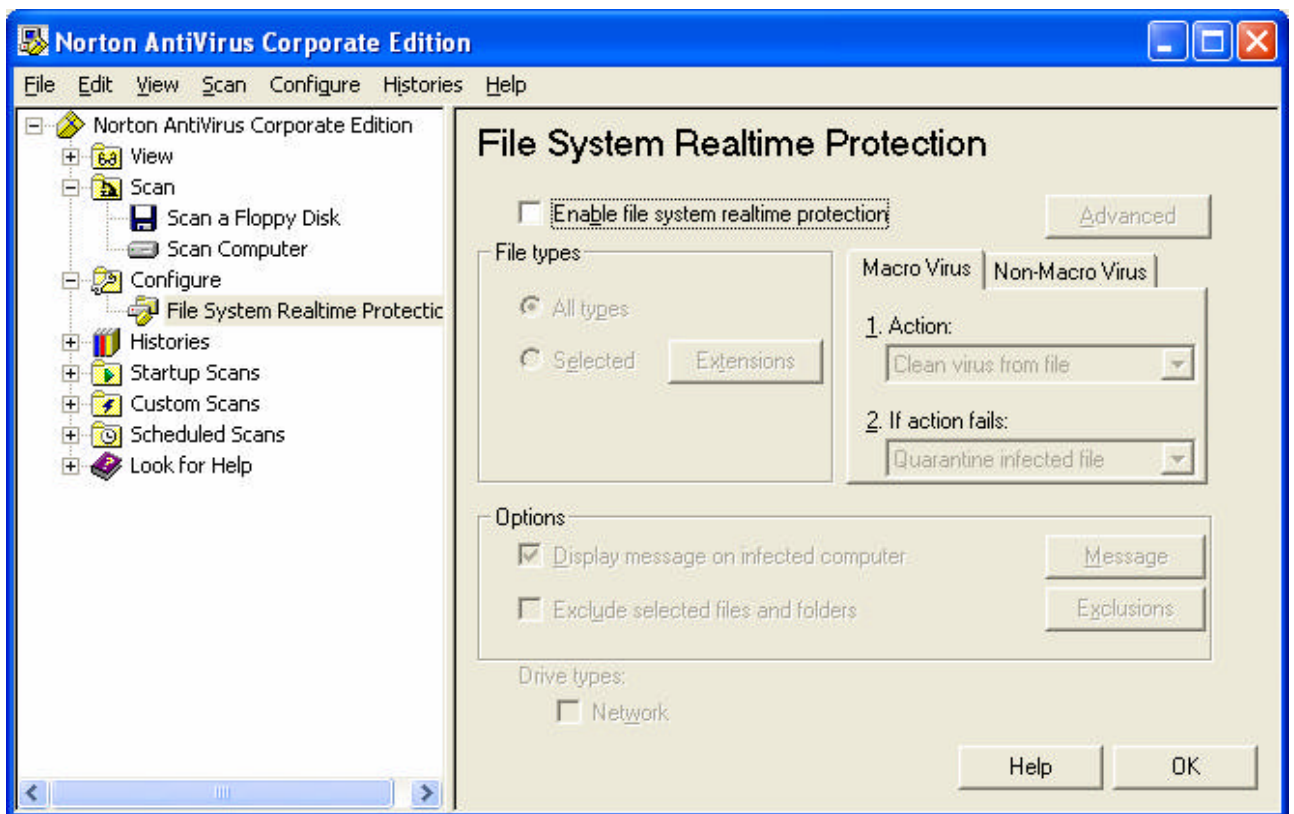 Norton AntiVirus Corporate Edition
File Edit View Scan Configure Histories Help
Norton AntiVirus Corporate Edition
View
Scan
Scan a Floppy Disk
Scan Computer
Configure
File System Realtime Protectic
Histories
Startup Scans
Custom Scans
Scheduled Scans
Look for Help
File System Realtime Protection
Enable file system realtime protection
Advanced
File types
All types
Selected
Extensions
Macro Virus
Non-Macro Virus
1. Action:
Clean virus from file
2. If action fails:
Quarantine infected file
Options
Display message on infected computer
Message
Exclude selected files and folders
Exclusions
Drive types:
Network
Help
OK